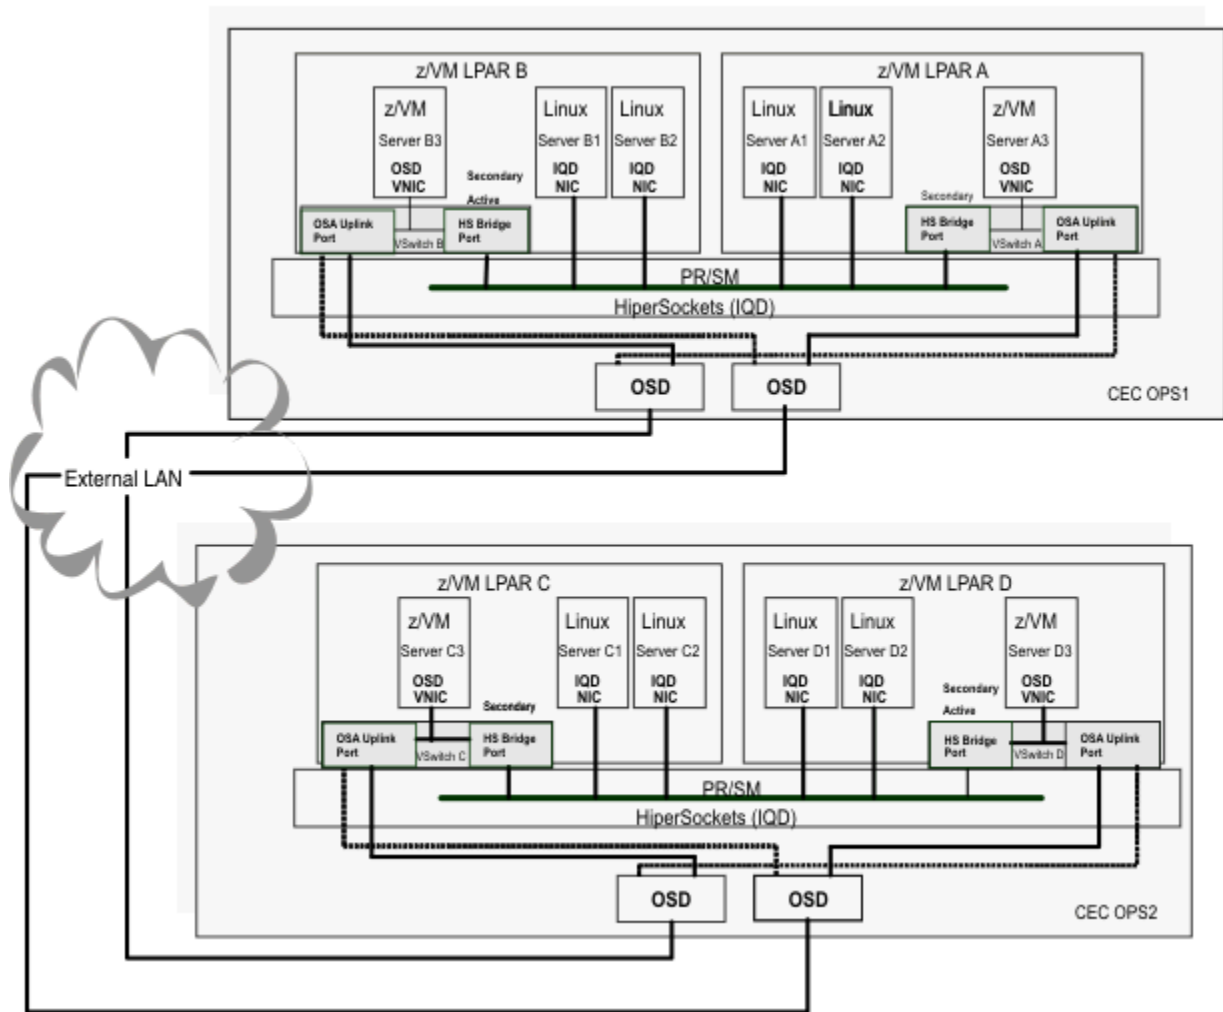 z/VM LPAR B
z/VM LPAR A
z/VM
Linux
Linux
Linux
Linux
z/VM
Server B3
Server B1
Server B2
Server A1
Server A2
Server A3
OSD
VNIC
Secondary
Active
IQD
NIC
IQD
NIC
IQD
NIC
IQD
NIC
Secondary
OSD
VNIC
OSA Uplink
Port
VSwitch B
HS Bridge
Port
HS Bridge
Port
VSwitch A
OSA Uplink
Port
PR/SM
HiperSockets (IQD)
OSD
OSD
CEC OPS1
External LAN
z/VM LPAR C
z/VM LPAR D
z/VM
Linux
Linux
Linux
Linux
z/VM
Server C3
Server C1
Server C2
Server D1
Server D2
Server D3
OSD
VNIC
Secondary
IQD
NIC
IQD
NIC
IQD
NIC
IQD
NIC
Secondary
Active
OSD
VNIC
OSA Uplink
Port
VSwitch C
HS Bridge
Port
HS Bridge
Port
VSwitch D
OSA Uplink
Port
PR/SM
HiperSockets (IQD)
OSD
OSD
CEC OPS2